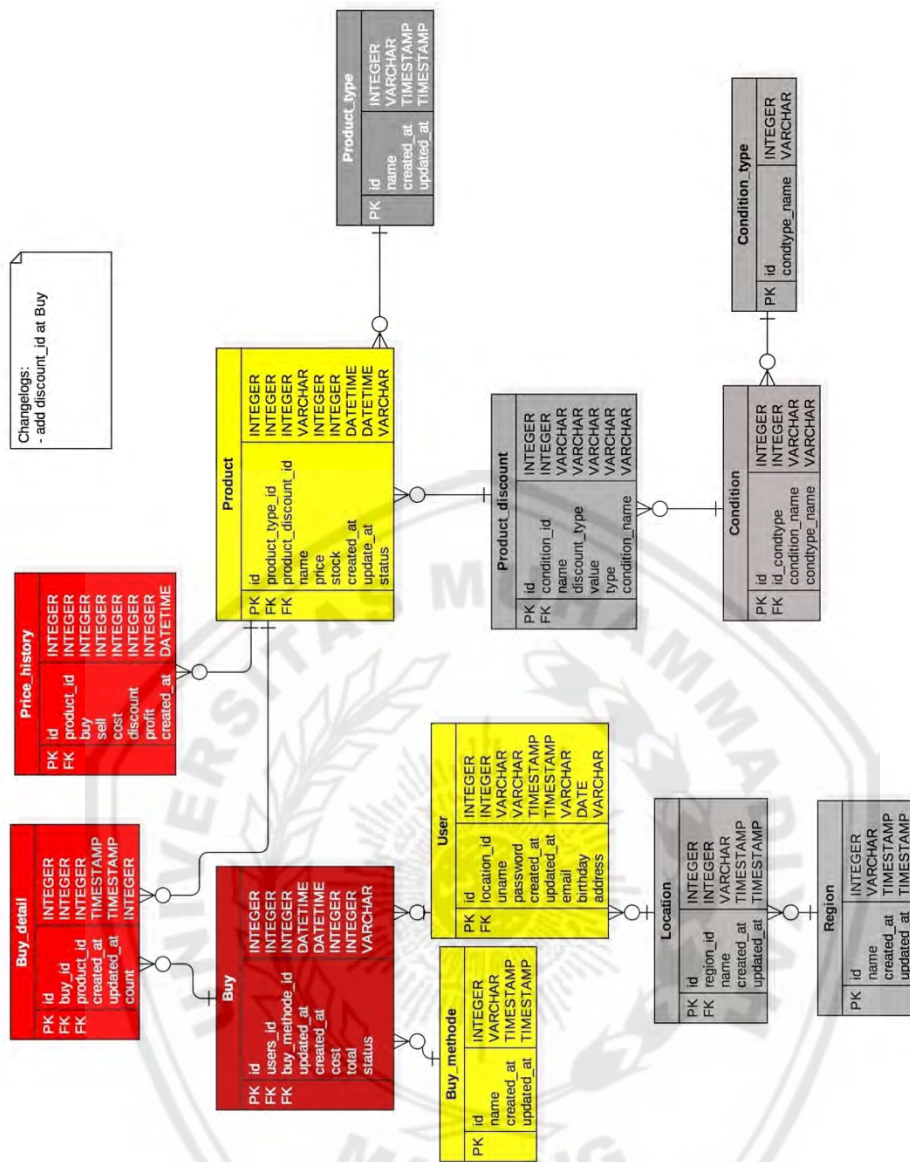 Changelogs:
- add discount_id at Buy
Buy_detail
PK id INTEGER
FK buy_id INTEGER
FK product_id INTEGER
created_at TIMESTAMP
updated_at TIMESTAMP
count INTEGER
Price_history
PK id INTEGER
FK product_id INTEGER
buy INTEGER
sell INTEGER
cost INTEGER
discount INTEGER
profit INTEGER
created_at DATETIME
Product
PK id INTEGER
FK product_type_id INTEGER
FK product_discount_id INTEGER
name VARCHAR
price INTEGER
stock INTEGER
created_at DATETIME
update_at DATETIME
status VARCHAR
Product_type
PK id INTEGER
name VARCHAR
created_at TIMESTAMP
updated_at TIMESTAMP
Buy
PK id INTEGER
FK users_id INTEGER
FK buy_methode_id INTEGER
updated_at DATETIME
created_at DATETIME
cost INTEGER
total INTEGER
status VARCHAR
User
PK id INTEGER
FK location_id INTEGER
uname VARCHAR
password VARCHAR
created_at TIMESTAMP
updated_at TIMESTAMP
email VARCHAR
birthday DATE
address VARCHAR
Product_discount
PK id INTEGER
FK condition_id INTEGER
name VARCHAR
discount_type VARCHAR
value VARCHAR
type VARCHAR
condition_name VARCHAR
Buy_methode
PK id INTEGER
name VARCHAR
created_at TIMESTAMP
updated_at TIMESTAMP
Location
PK id INTEGER
FK region_id INTEGER
name VARCHAR
created_at TIMESTAMP
updated_at TIMESTAMP
Condition
PK id INTEGER
FK id_condtype INTEGER
condition_name VARCHAR
condtype_name VARCHAR
Condition_type
PK id INTEGER
condtype_name VARCHAR
Region
PK id INTEGER
name VARCHAR
created_at TIMESTAMP
updated_at TIMESTAMP
UNIVERSITAS MUHAMMADIYAH